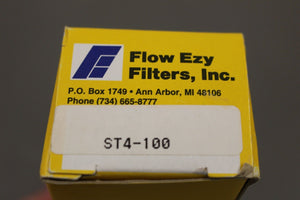 Flow Ezy
Filters, Inc.
P.O. Box 1749 • Ann Arbor, MI 48106
Phone (734) 665-8777
ST4-100